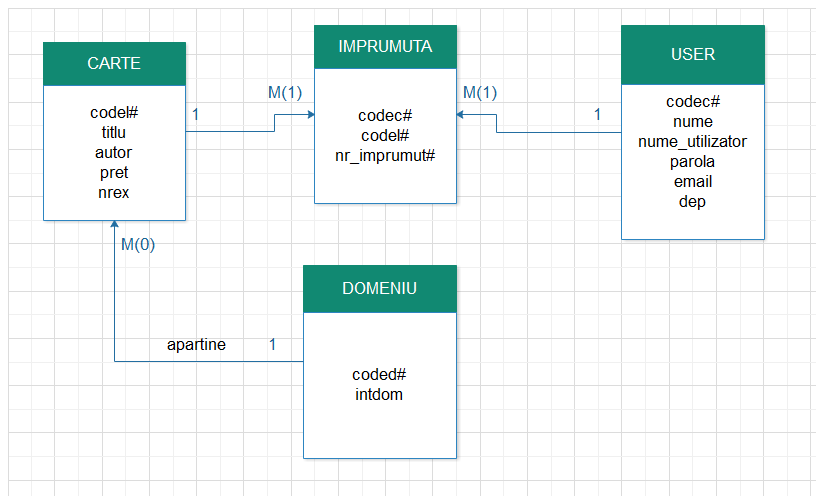 CARTE
codel#
titlu
autor
pret
nrex
1
M(1)
IMPRUMUTA
codec#
codel#
nr_imprumut#
M(1)
1
USER
codec#
nume
nume_utilizator
parola
email
dep
M(0)
apartine
1
DOMENIU
coded#
intdom